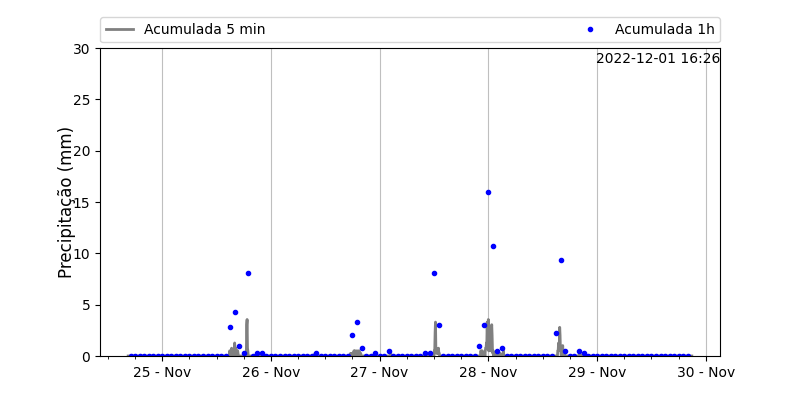 Acumulada 5 min Acumulada 1h
2022-12-01 16:26
Precipitação (mm)
30
25
20
15
10
5
0
25 - Nov 26 - Nov 27 - Nov 28 - Nov 29 - Nov 30 - Nov